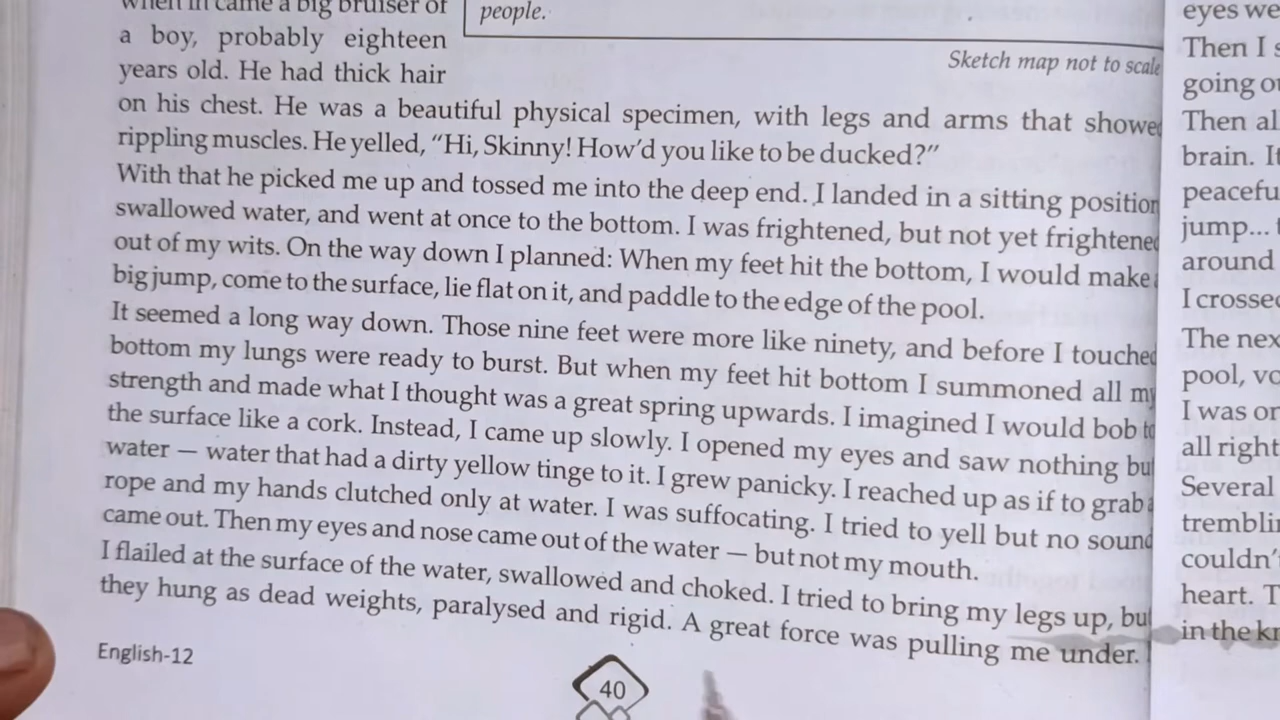 when in came a big bruiser of
a boy, probably eighteen
years old. He had thick hair
people.
Sketch map not to scale
on his chest. He was a beautiful physical specimen, with legs and arms that showed
rippling muscles. He yelled, “Hi, Skinny! How’d you like to be ducked?”
With that he picked me up and tossed me into the deep end. I landed in a sitting position
swallowed water, and went at once to the bottom. I was frightened, but not yet frightened
out of my wits. On the way down I planned: When my feet hit the bottom, I would make a
big jump, come to the surface, lie flat on it, and paddle to the edge of the pool.
It seemed a long way down. Those nine feet were more like ninety, and before I touched
bottom my lungs were ready to burst. But when my feet hit bottom I summoned all my
strength and made what I thought was a great spring upwards. I imagined I would bob to
the surface like a cork. Instead, I came up slowly. I opened my eyes and saw nothing but
water — water that had a dirty yellow tinge to it. I grew panicky. I reached up as if to grab a
rope and my hands clutched only at water. I was suffocating. I tried to yell but no sound
came out. Then my eyes and nose came out of the water — but not my mouth.
I flailed at the surface of the water, swallowed and choked. I tried to bring my legs up, but
they hung as dead weights, paralysed and rigid. A great force was pulling me under. I
English-12
40
eyes we
Then I s
going
Then al
brain. It
peacefu
jump...
around
I crossed
The nex
pool, vo
I was or
all right
Several
tremblin
couldn’
heart. T
in the kn